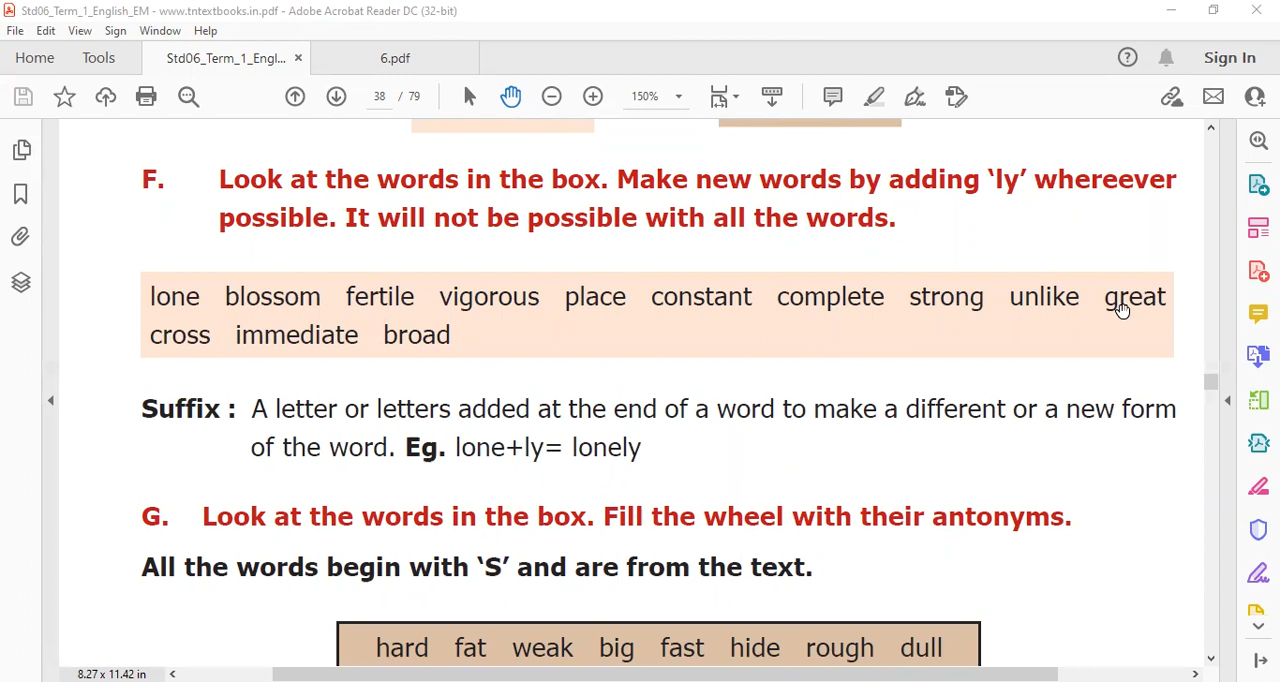 Std06_Term_1_English_EM - www.tntextbooks.in.pdf - Adobe Acrobat Reader DC (32-bit)
File Edit View Sign Window Help
Home Tools Std06_Term_1_Engl... × 6.pdf Sign In
38 / 79 150%
F. Look at the words in the box. Make new words by adding ‘ly’ whereever
possible. It will not be possible with all the words.
lone blossom fertile vigorous place constant complete strong unlike great
cross immediate broad
Suffix : A letter or letters added at the end of a word to make a different or a new form
of the word. Eg. lone+ly= lonely
G. Look at the words in the box. Fill the wheel with their antonyms.
All the words begin with ‘S’ and are from the text.
hard fat weak big fast hide rough dull
8.27 x 11.42 in